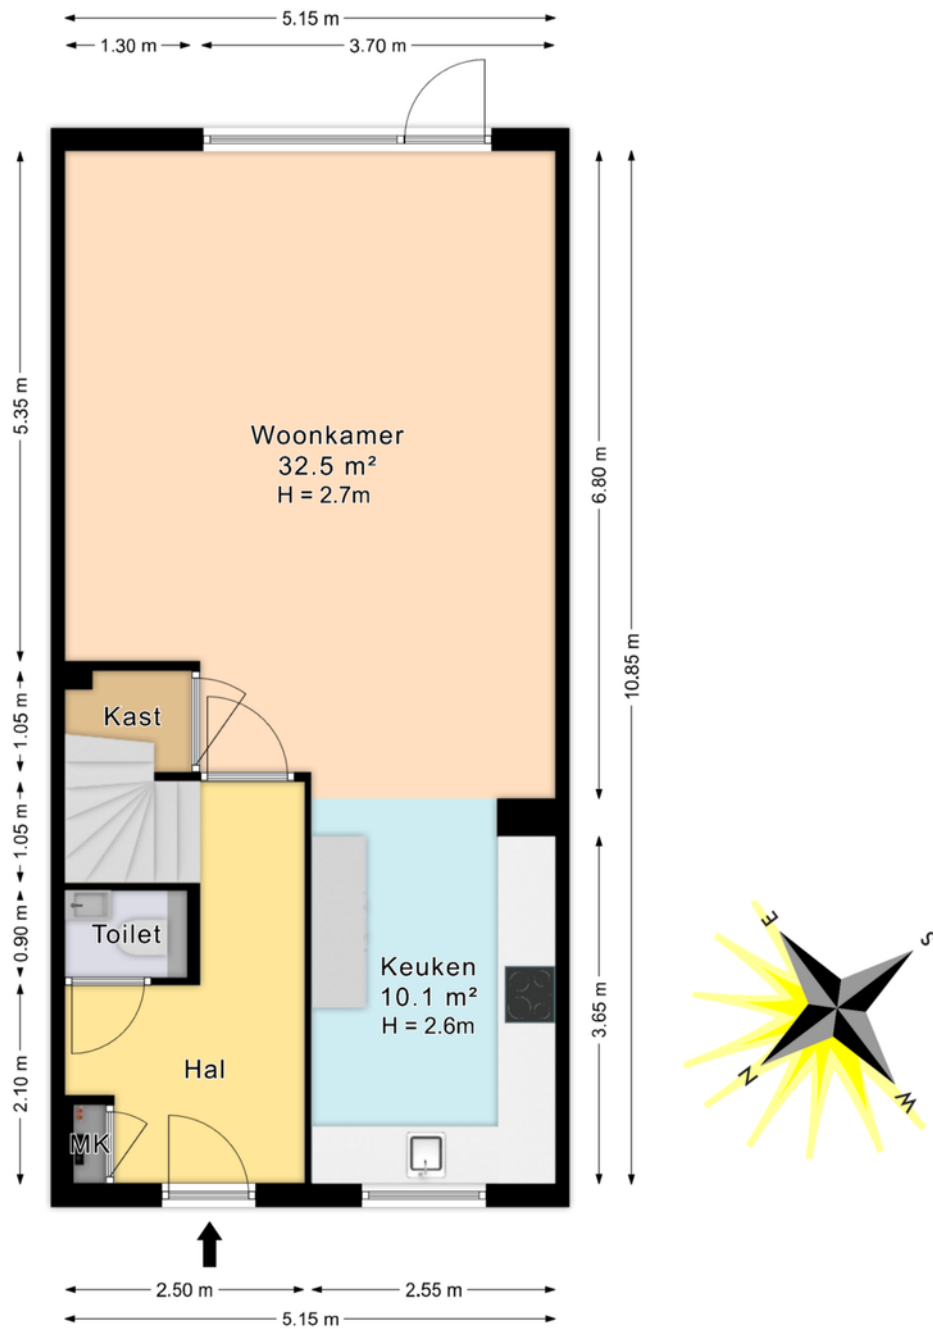 5.15 m
1.30 m
3.70 m
5.35 m
6.80 m
10.85 m
Woonkamer
32.5 m²
H = 2.7m
Kast
1.05 m
1.05 m
0.90 m
Toilet
Keuken
10.1 m²
H = 2.6m
3.65 m
Hal
2.10 m
MK
E
S
N
W
2.50 m
2.55 m
5.15 m